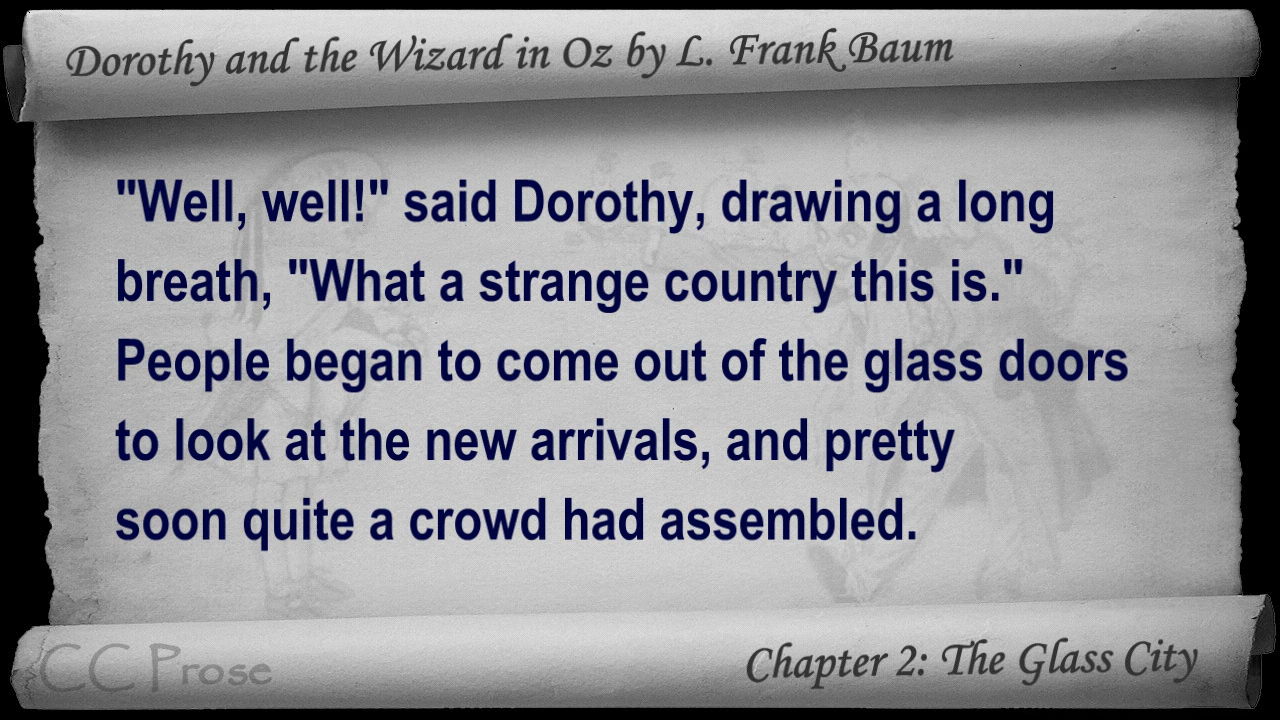 Dorothy and the Wizard in Oz by L. Frank Baum
"Well, well!" said Dorothy, drawing a long
breath, "What a strange country this is."
People began to come out of the glass doors
to look at the new arrivals, and pretty
soon quite a crowd had assembled.
CC Prose
Chapter 2: The Glass City